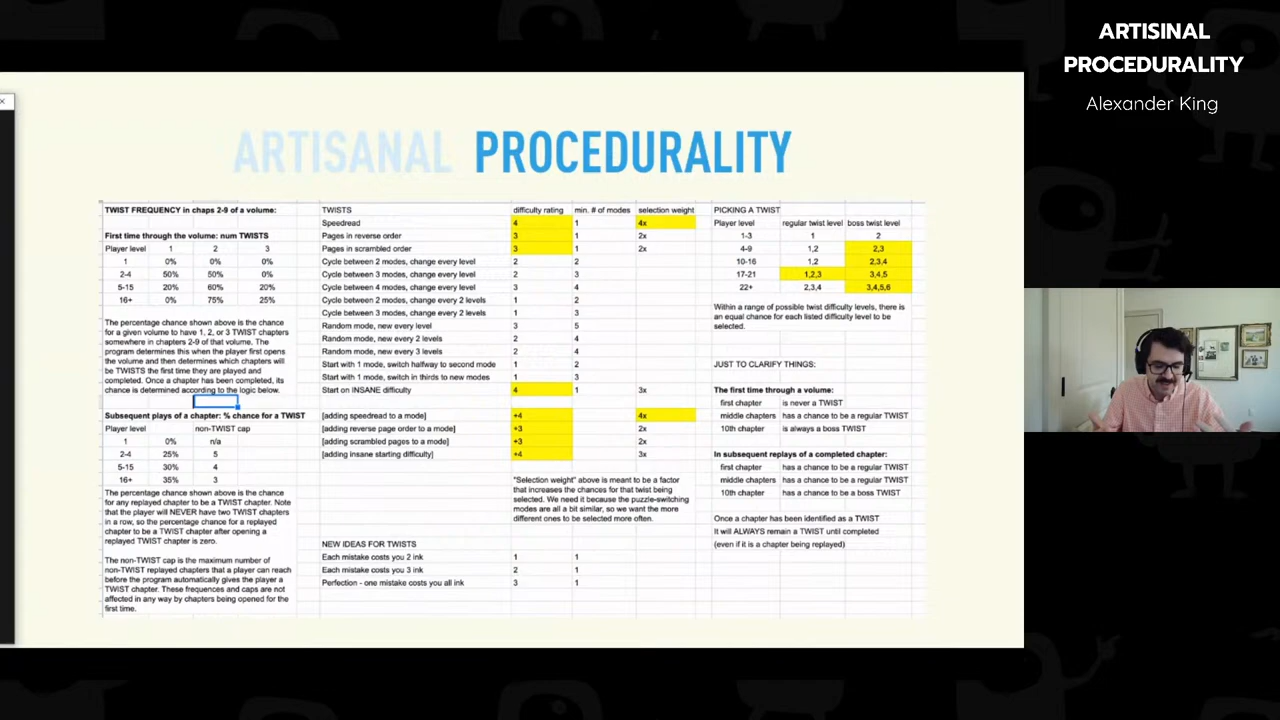 ARTISINAL
PROCEDURALITY
Alexander King
ARTISANAL PROCEDURALITY
TWIST FREQUENCY in chaps 2-9 of a volume:
First time through the volume: num TWISTS
Player level 1 2 3
1 0% 0% 0%
2-4 50% 50% 0%
5-15 20% 60% 20%
16+ 0% 75% 25%
The percentage chance shown above is the chance
for a given volume to have 1, 2, or 3 TWIST chapters
somewhere in chapters 2-9 of that volume. The
program determines this when the player first opens
the volume and then determines which chapters will
be TWISTS the first time they are played and
completed. Once a chapter has been completed, its
chance is determined according to the logic below.
Subsequent plays of a chapter: % chance for a TWIST
Player level non-TWIST cap
1 0% n/a
2-4 25% 5
5-15 30% 4
16+ 35% 3
The percentage chance shown above is the chance
for any replayed chapter to be a TWIST chapter. Note
that the player will NEVER have two TWIST chapters
in a row, so the percentage chance for a replayed
chapter to be a TWIST chapter after opening a
replayed TWIST chapter is zero.
The non-TWIST cap is the maximum number of
non-TWIST replayed chapters that a player can reach
before the program automatically gives the player a
TWIST chapter. These frequencies and caps are not
affected in any way by chapters being opened for the
first time.
TWISTS difficulty rating min. # of modes selection weight
Speedread 4 1 4x
Pages in reverse order 3 1 2x
Pages in scrambled order 3 1 2x
Cycle between 2 modes, change every level 2 2
Cycle between 3 modes, change every level 2 3
Cycle between 4 modes, change every level 3 4
Cycle between 2 modes, change every 2 levels 1 2
Cycle between 3 modes, change every 2 levels 1 3
Random mode, new every level 3 5
Random mode, new every 2 levels 2 4
Random mode, new every 3 levels 2 4
Start with 1 mode, switch halfway to second mode 1 2
Start with 1 mode, switch in thirds to new modes 1 3
Start on INSANE difficulty 4 1 3x
[adding speedread to a mode] +4 4x
[adding reverse page order to a mode] +3 2x
[adding scrambled pages to a mode] +3 2x
[adding insane starting difficulty] +4 3x
"Selection weight" above is meant to be a factor
that increases the chances for that twist being
selected. We need it because the puzzle-switching
modes are all a bit similar, so we want the more
different ones to be selected more often.
NEW IDEAS FOR TWISTS
Each mistake costs you 2 ink 1 1
Each mistake costs you 3 ink 2 1
Perfection - one mistake costs you all ink 3 1
PICKING A TWIST
Player level regular twist level boss twist level
1-3 1 2
4-9 1,2 2,3
10-16 1,2 2,3,4
17-21 1,2,3 3,4,5
22+ 2,3,4 3,4,5,6
Within a range of possible twist difficulty levels, there is
an equal chance for each listed difficulty level to be
selected.
JUST TO CLARIFY THINGS:
The first time through a volume:
first chapter is never a TWIST
middle chapters has a chance to be a regular TWIST
10th chapter is always a boss TWIST
In subsequent replays of a completed chapter:
first chapter has a chance to be a regular TWIST
middle chapters has a chance to be a regular TWIST
10th chapter has a chance to be a boss TWIST
Once a chapter has been identified as a TWIST
It will ALWAYS remain a TWIST until completed
(even if it is a chapter being replayed)